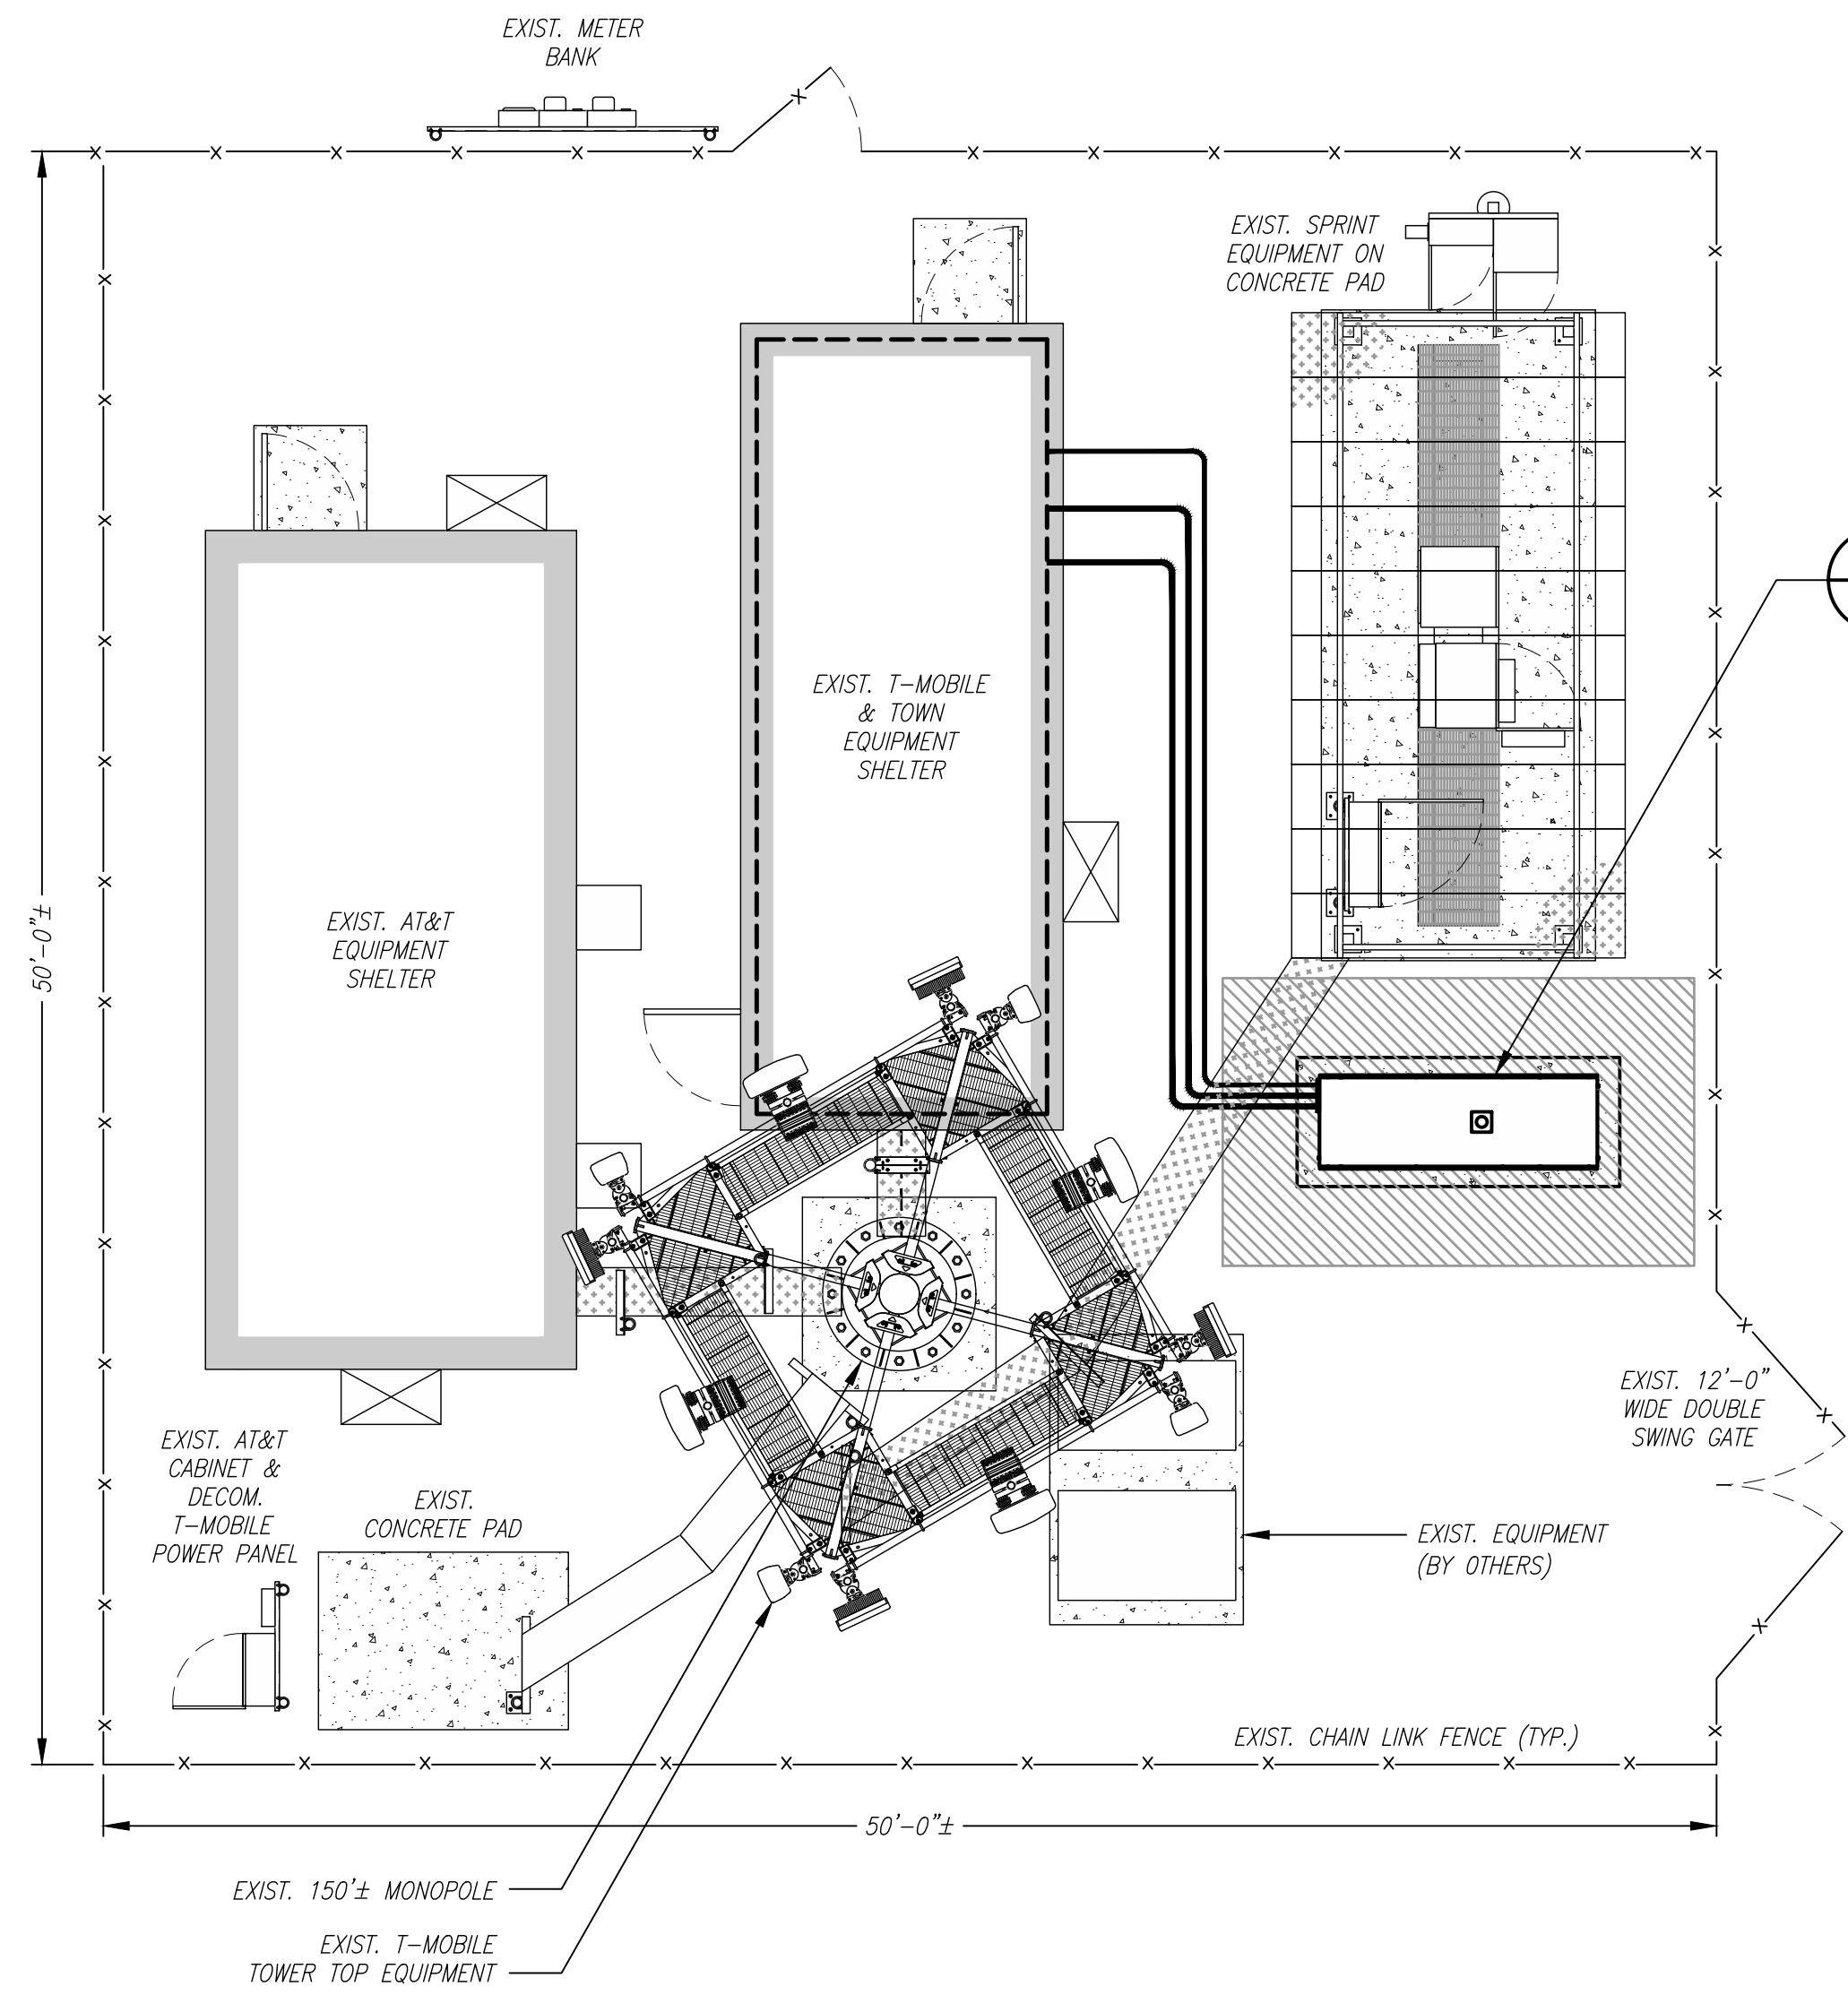 EXIST. METER
BANK
EXIST. SPRINT
EQUIPMENT ON
CONCRETE PAD
EXIST. T-MOBILE
& TOWN
EQUIPMENT
SHELTER
50'-0"±
EXIST. AT&T
EQUIPMENT
SHELTER
EXIST. 12'-0"
WIDE DOUBLE
SWING GATE
EXIST. AT&T
CABINET &
DECOM.
T-MOBILE
POWER PANEL
EXIST.
CONCRETE PAD
EXIST. EQUIPMENT
(BY OTHERS)
EXIST. CHAIN LINK FENCE (TYP.)
50'-0"±
EXIST. 150'± MONOPOLE
EXIST. T-MOBILE
TOWER TOP EQUIPMENT